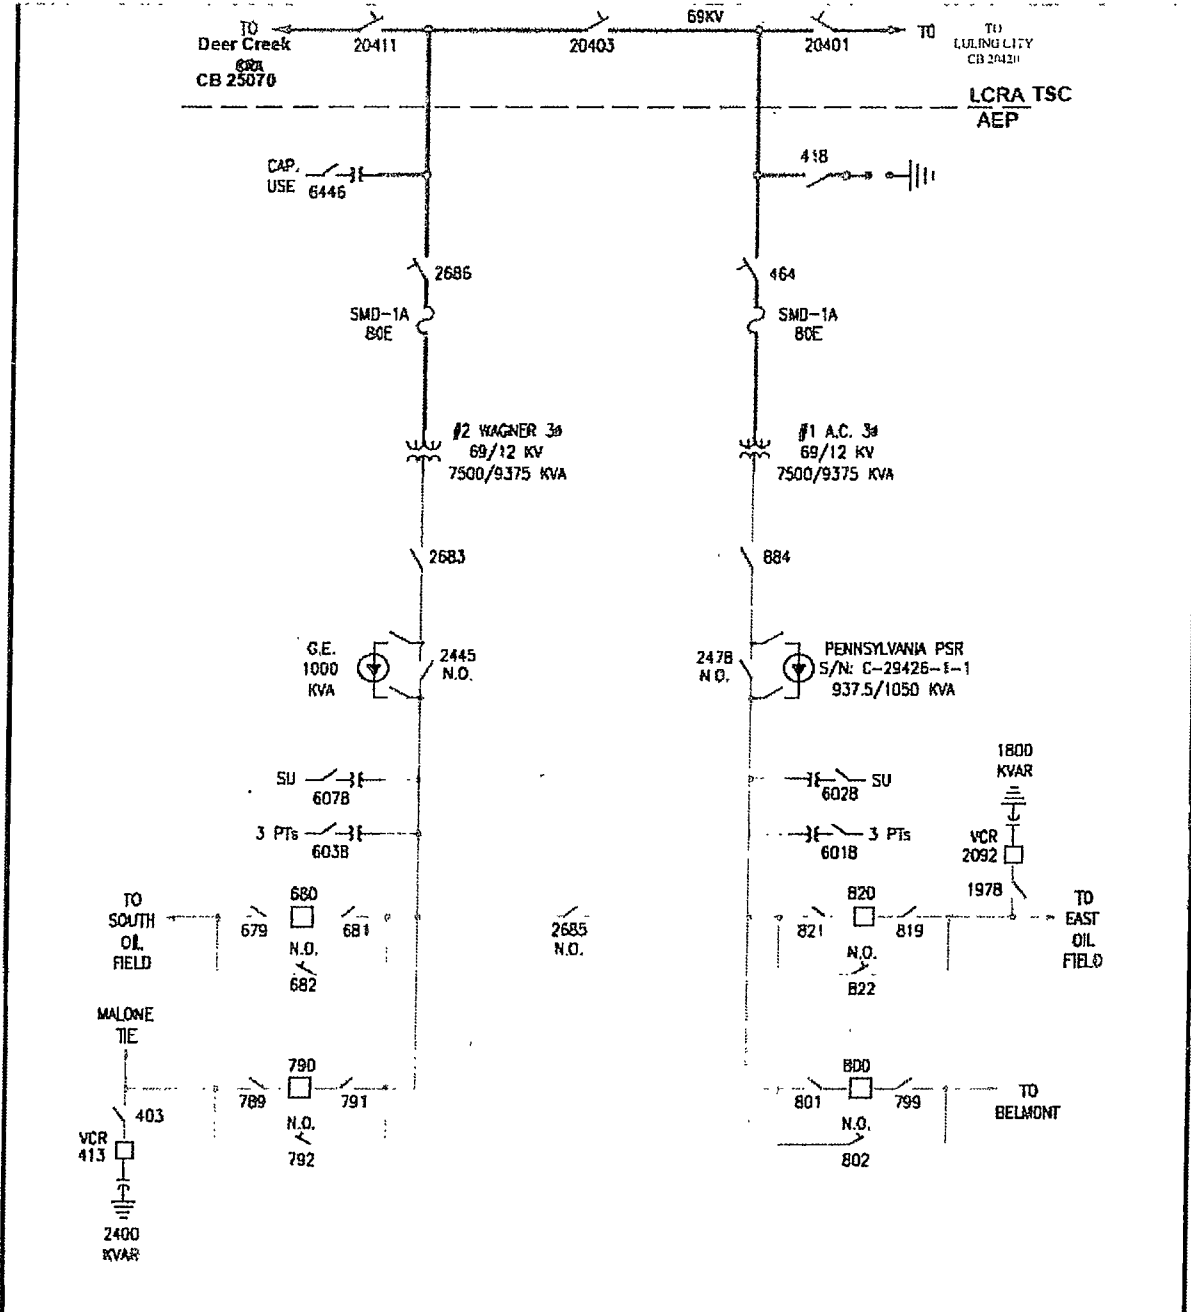 69KV
TO
Deer Creek
CB 25070
20411
20403
20401
TO
TO
LULING CITY
CB 20420
LCRA TSC
AEP
CAP.
USE
6446
418
2686
464
SMD-1A
80E
SMD-1A
80E
#2 WAGNER 3ø
69/12 KV
7500/9375 KVA
#1 A.C. 3ø
69/12 KV
7500/9375 KVA
2683
884
G.E.
1000
KVA
2445
N.O.
2478
N.O.
PENNSYLVANIA PSR
S/N: C-29426-1-1
937.5/1050 KVA
SU
6078
6028
SU
3 PTs
6038
6018
3 PTs
1800
KVAR
VCR
2092
1978
TO
SOUTH
OIL
FIELD
679
680
681
N.O.
682
2685
N.O.
821
820
819
N.O.
822
TO
EAST
OIL
FIELD
MALONE
TIE
789
790
791
N.O.
792
801
800
799
N.O.
802
TO
BELMONT
403
VCR
413
2400
KVAR